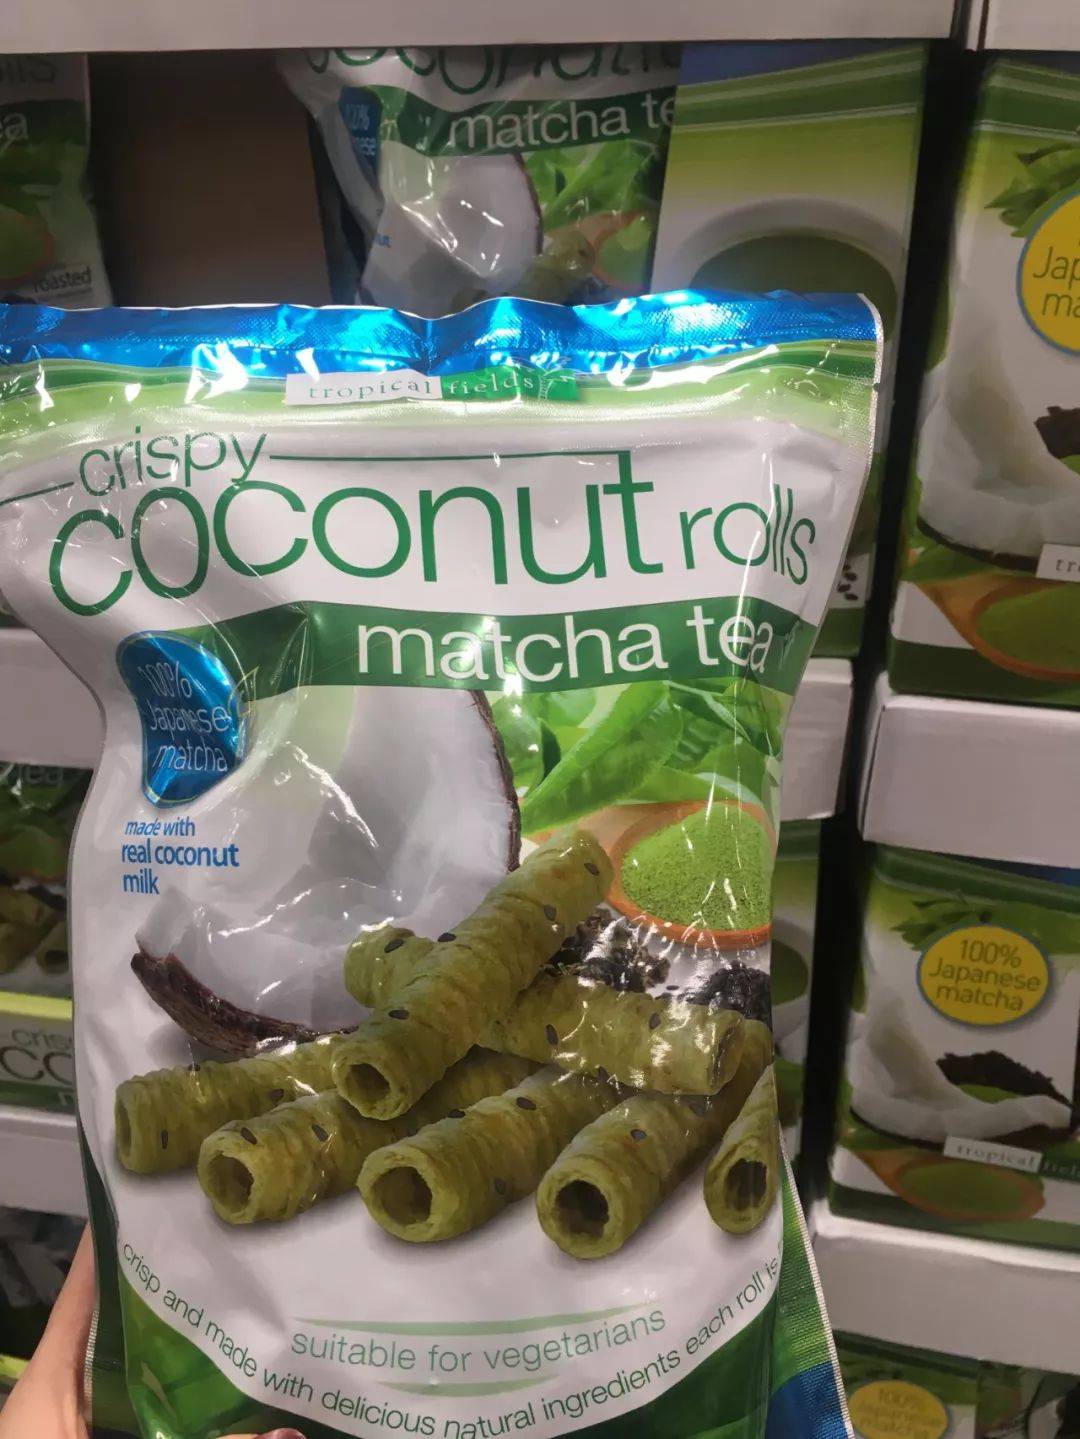 matcha te
roasted
tropical fields
crispy
coconut rolls
matcha tea
100%
Japanese
matcha
made with
real coconut
milk
suitable for vegetarians
crisp and made with delicious natural ingredients each roll is
100%
Japanese
matcha
tropical